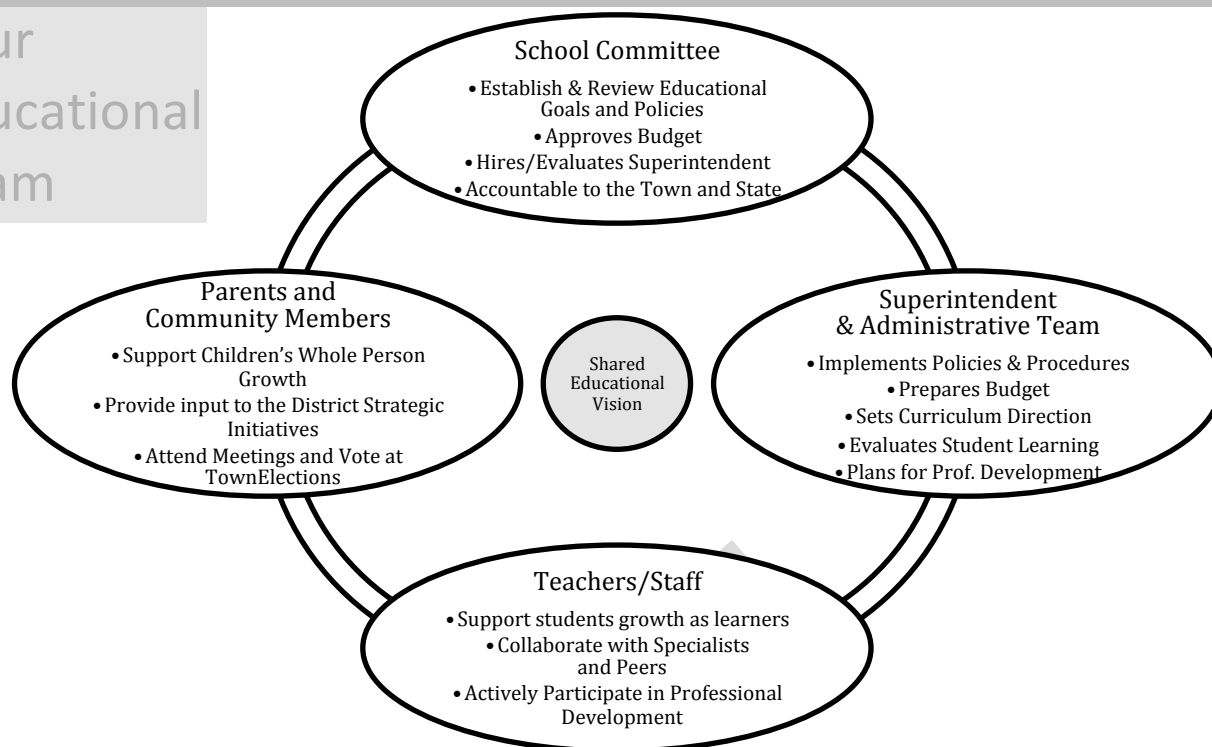 ur
ucational
am
School Committee
• Establish & Review Educational
Goals and Policies
• Approves Budget
• Hires/Evaluates Superintendent
• Accountable to the Town and State
Parents and
Community Members
• Support Children’s Whole Person
Growth
• Provide input to the District Strategic
Initiatives
• Attend Meetings and Vote at
TownElections
Shared
Educational
Vision
Superintendent
& Administrative Team
• Implements Policies & Procedures
• Prepares Budget
• Sets Curriculum Direction
• Evaluates Student Learning
• Plans for Prof. Development
Teachers/Staff
• Support students growth as learners
• Collaborate with Specialists
and Peers
• Actively Participate in Professional
Development